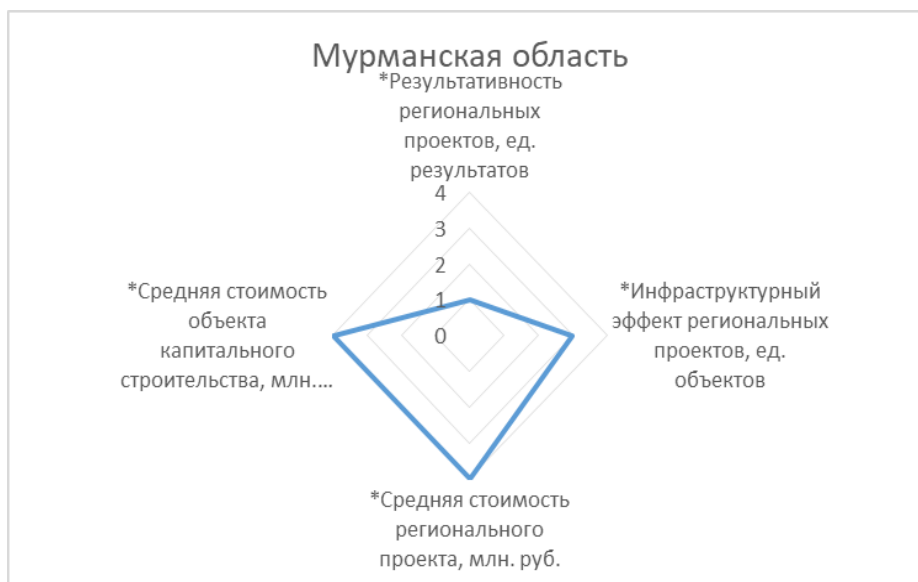 Мурманская область
*Результативность
региональных
проектов, ед.
результатов
4
3
2
1
0
*Инфраструктурный
эффект региональных
проектов, ед.
объектов
*Средняя стоимость
регионального
проекта, млн. руб.
*Средняя стоимость
объекта
капитального
строительства, млн....